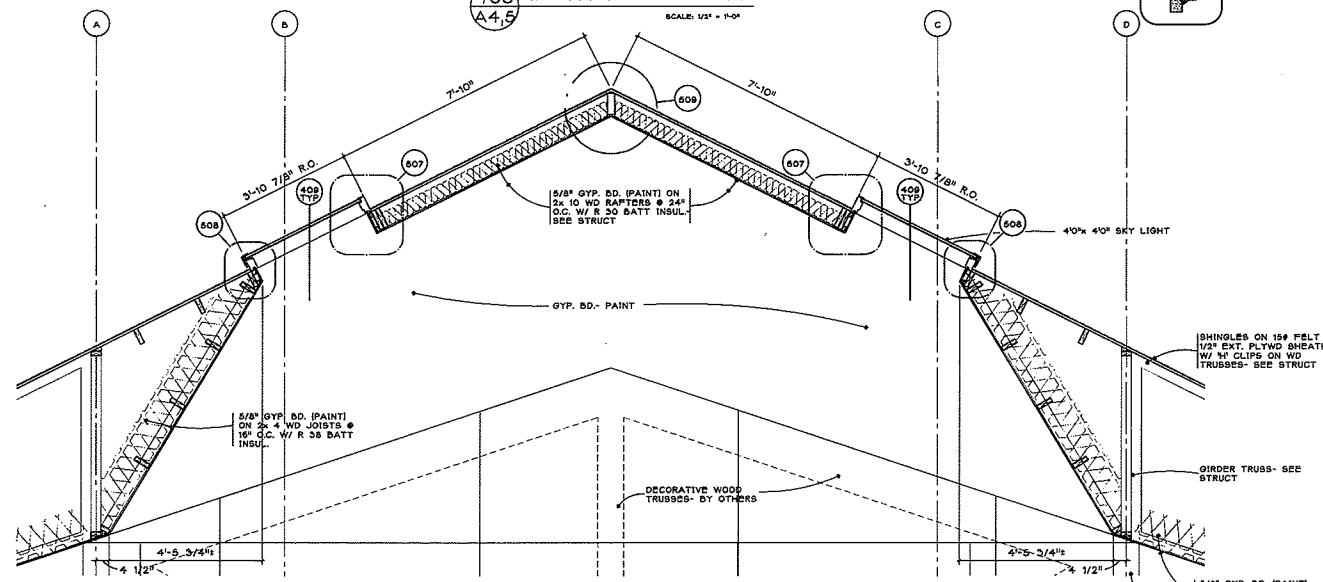 A4,5
SCALE: 1/2" = 1'-0"
A
B
C
D
7'-10"
7'-10"
509
507
507
3'-10 7/8" R.O.
3'-10 7/8" R.O.
409
TYP
409
TYP
508
508
5/8" GYP. BD. (PAINT) ON
2x 10 WD RAFTERS @ 24"
O.C. W/ R 30 BATT INSUL.-
SEE STRUCT
4'0"x 4'0" SKY LIGHT
GYP. BD.- PAINT
SHINGLES ON 15# FELT
1/2" EXT. PLYWD
W/ 'H' CLIPS ON WD
TRUSSES- SEE STRUCT
5/8" GYP. BD. (PAINT)
ON 2x 4 WD JOISTS @
16" O.C. W/ R 38 BATT
INSUL.
DECORATIVE WOOD
TRUSSES- BY OTHERS
GIRDER TRUSS- SEE
STRUCT
4'-5 3/4"±
4'-5 3/4"±
4 1/2"
4 1/2"